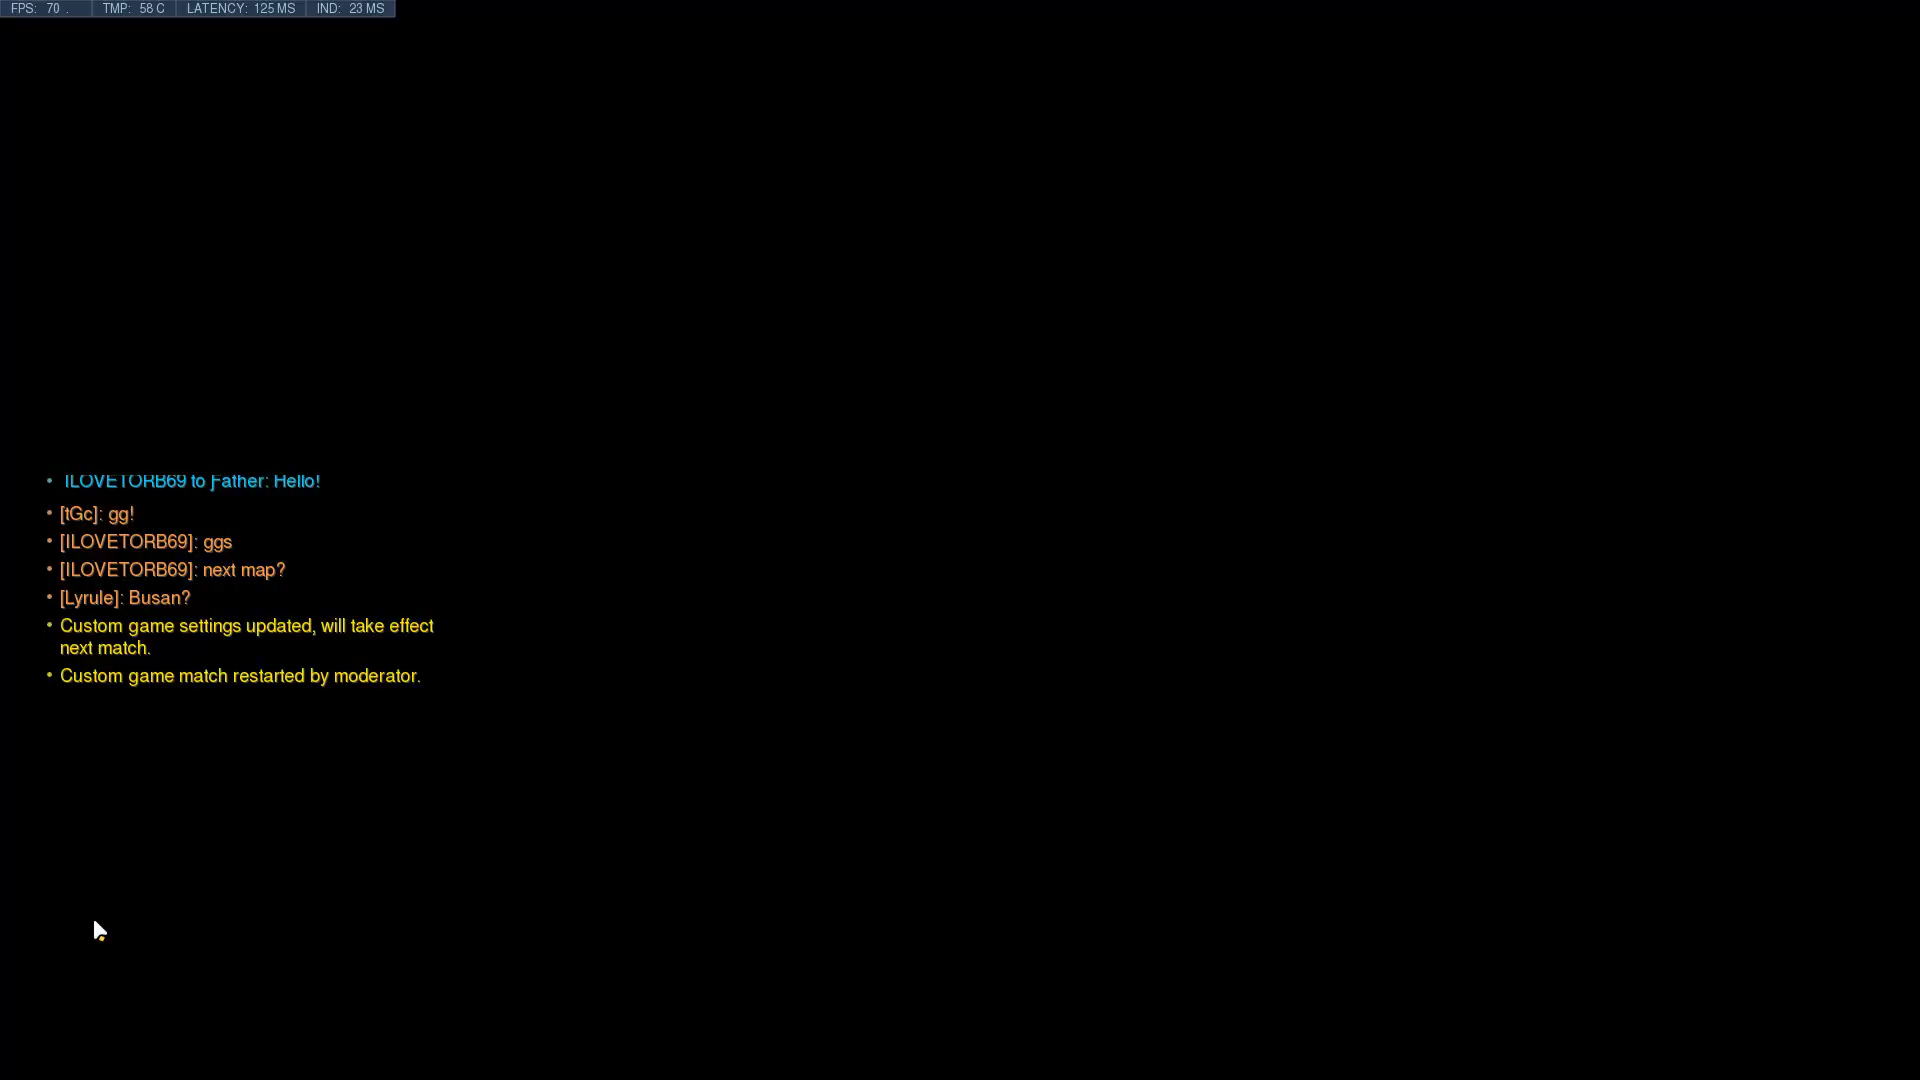 FPS: 70 . TMP: 58 C LATENCY: 125 MS IND: 23 MS
• ILOVETORB69 to Father: Hello!
• [tGc]: gg!
• [ILOVETORB69]: ggs
• [ILOVETORB69]: next map?
• [Lyrule]: Busan?
• Custom game settings updated, will take effect
next match.
• Custom game match restarted by moderator.